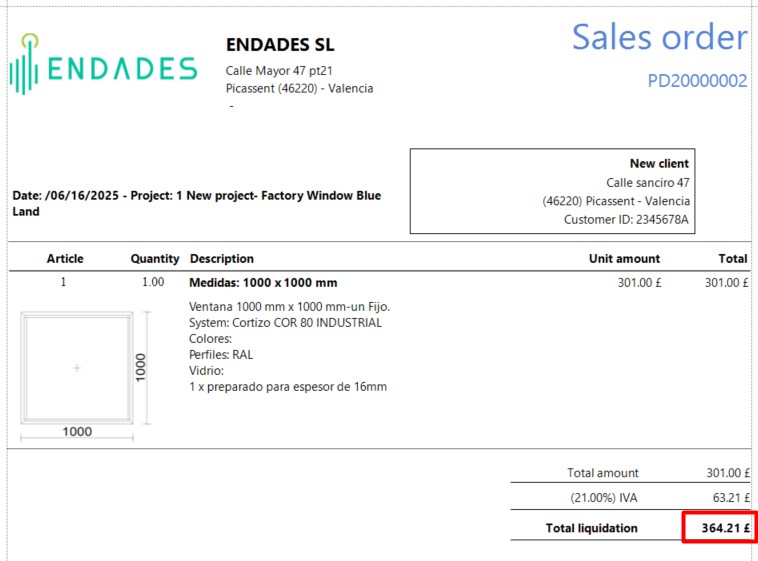 ENDADES
ENDADES SL
Calle Mayor 47 pt21
Picassent (46220) - Valencia
-
Sales order
PD20000002
New client
Calle sanciro 47
(46220) Picassent - Valencia
Customer ID: 2345678A
Date: /06/16/2025 - Project: 1 New project- Factory Window Blue
Land
Article Quantity Description Unit amount Total
1 1.00 Medidas: 1000 x 1000 mm 301.00 £ 301.00 £
Ventana 1000 mm x 1000 mm-un Fijo.
System: Cortizo COR 80 INDUSTRIAL
Colores:
Perfiles: RAL
Vidrio:
1 x preparado para espesor de 16mm
1000
1000
Total amount 301.00 £
(21.00%) IVA 63.21 £
Total liquidation 364.21 £